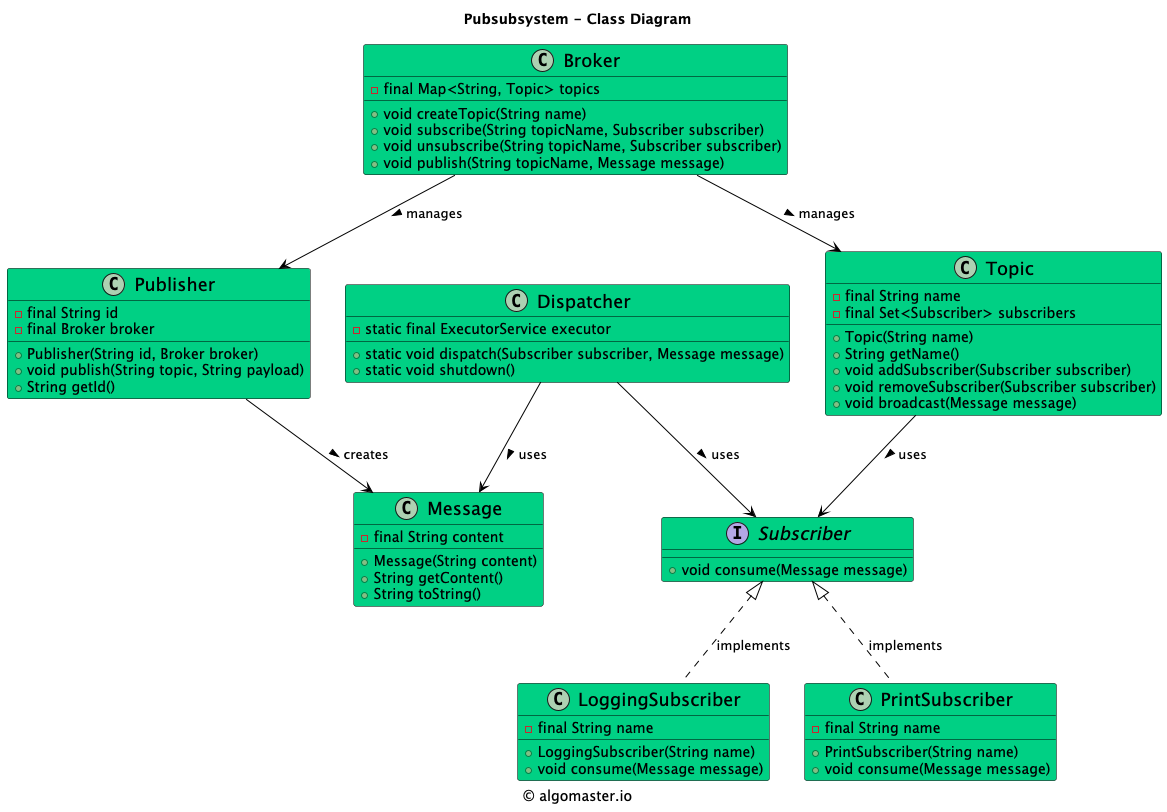 Pubsubsystem - Class Diagram
C Broker
final Map<String, Topic> topics
void createTopic(String name)
void subscribe(String topicName, Subscriber subscriber)
void unsubscribe(String topicName, Subscriber subscriber)
void publish(String topicName, Message message)
manages
manages
C Publisher
final String id
final Broker broker
Publisher(String id, Broker broker)
void publish(String topic, String payload)
String getId()
C Dispatcher
static final ExecutorService executor
static void dispatch(Subscriber subscriber, Message message)
static void shutdown()
C Topic
final String name
final Set<Subscriber> subscribers
Topic(String name)
String getName()
void addSubscriber(Subscriber subscriber)
void removeSubscriber(Subscriber subscriber)
void broadcast(Message message)
creates
uses
uses
uses
C Message
final String content
Message(String content)
String getContent()
String toString()
I Subscriber
void consume(Message message)
implements
implements
C LoggingSubscriber
final String name
LoggingSubscriber(String name)
void consume(Message message)
C PrintSubscriber
final String name
PrintSubscriber(String name)
void consume(Message message)
© algomaster.io